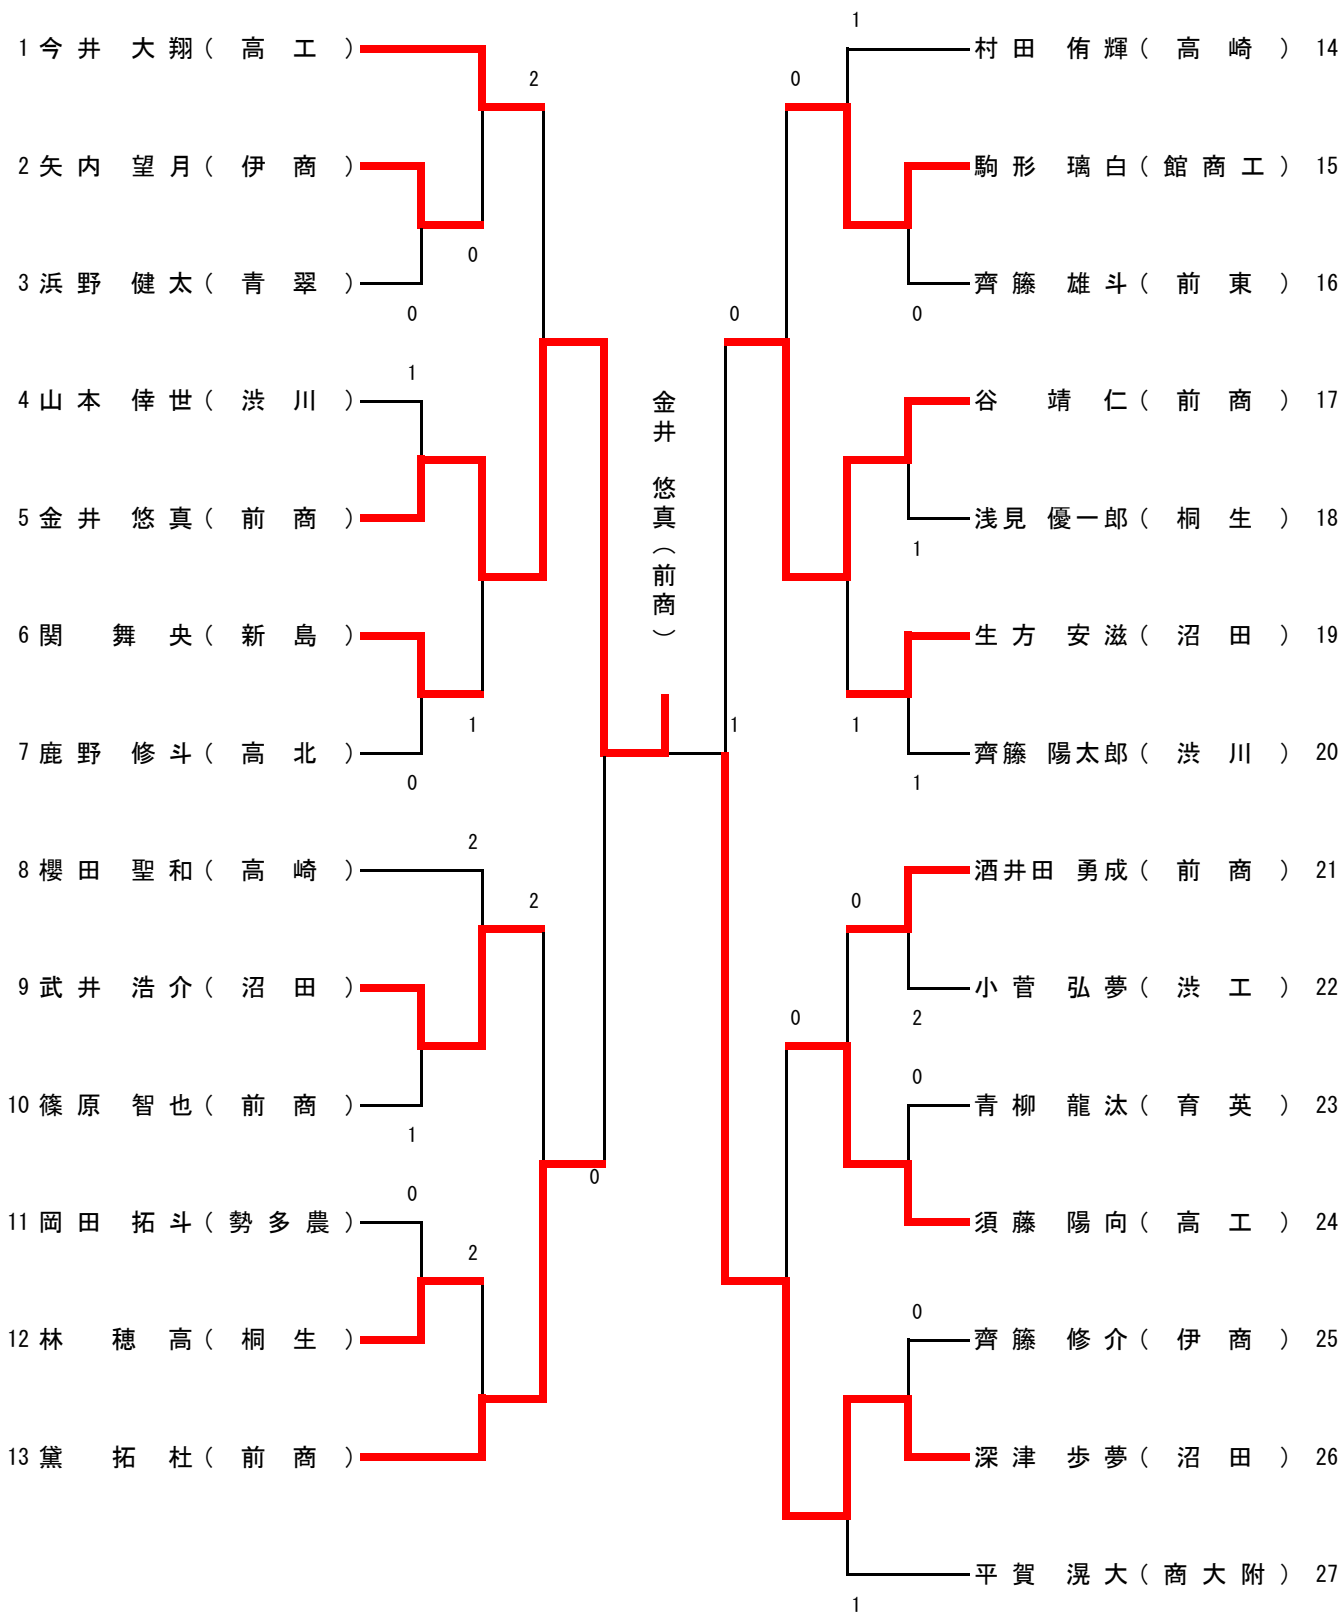 1 今井 大翔（ 高 工 ）
2 矢内 望月（ 伊 商 ）
3 浜野 健太（ 青 翠 ）
4 山本 倖世（ 渋 川 ）
5 金井 悠真（ 前 商 ）
6 関 舞央（ 新 島 ）
7 鹿野 修斗（ 高 北 ）
8 櫻田 聖和（ 高 崎 ）
9 武井 浩介（ 沼 田 ）
10 篠原 智也（ 前 商 ）
11 岡田 拓斗（ 勢多農 ）
12 林 穂高（ 桐 生 ）
13 黛 拓杜（ 前 商 ）
2
0
0
1
1
0
2
2
1
0
2
0
金井 悠真（前商）
1
0
0
0
1
1
1
1
0
2
0
0
0
1
村田 侑輝（ 高 崎 ） 14
駒形 璃白（ 館商工 ） 15
齊籐 雄斗（ 前 東 ） 16
谷 靖仁（ 前 商 ） 17
浅見 優一郎（ 桐 生 ） 18
生方 安滋（ 沼 田 ） 19
齊籐 陽太郎（ 渋 川 ） 20
酒井田 勇成（ 前 商 ） 21
小菅 弘夢（ 渋 工 ） 22
青柳 龍汰（ 育 英 ） 23
須藤 陽向（ 高 工 ） 24
齊籐 修介（ 伊 商 ） 25
深津 歩夢（ 沼 田 ） 26
平賀 滉大（ 商大附 ） 27